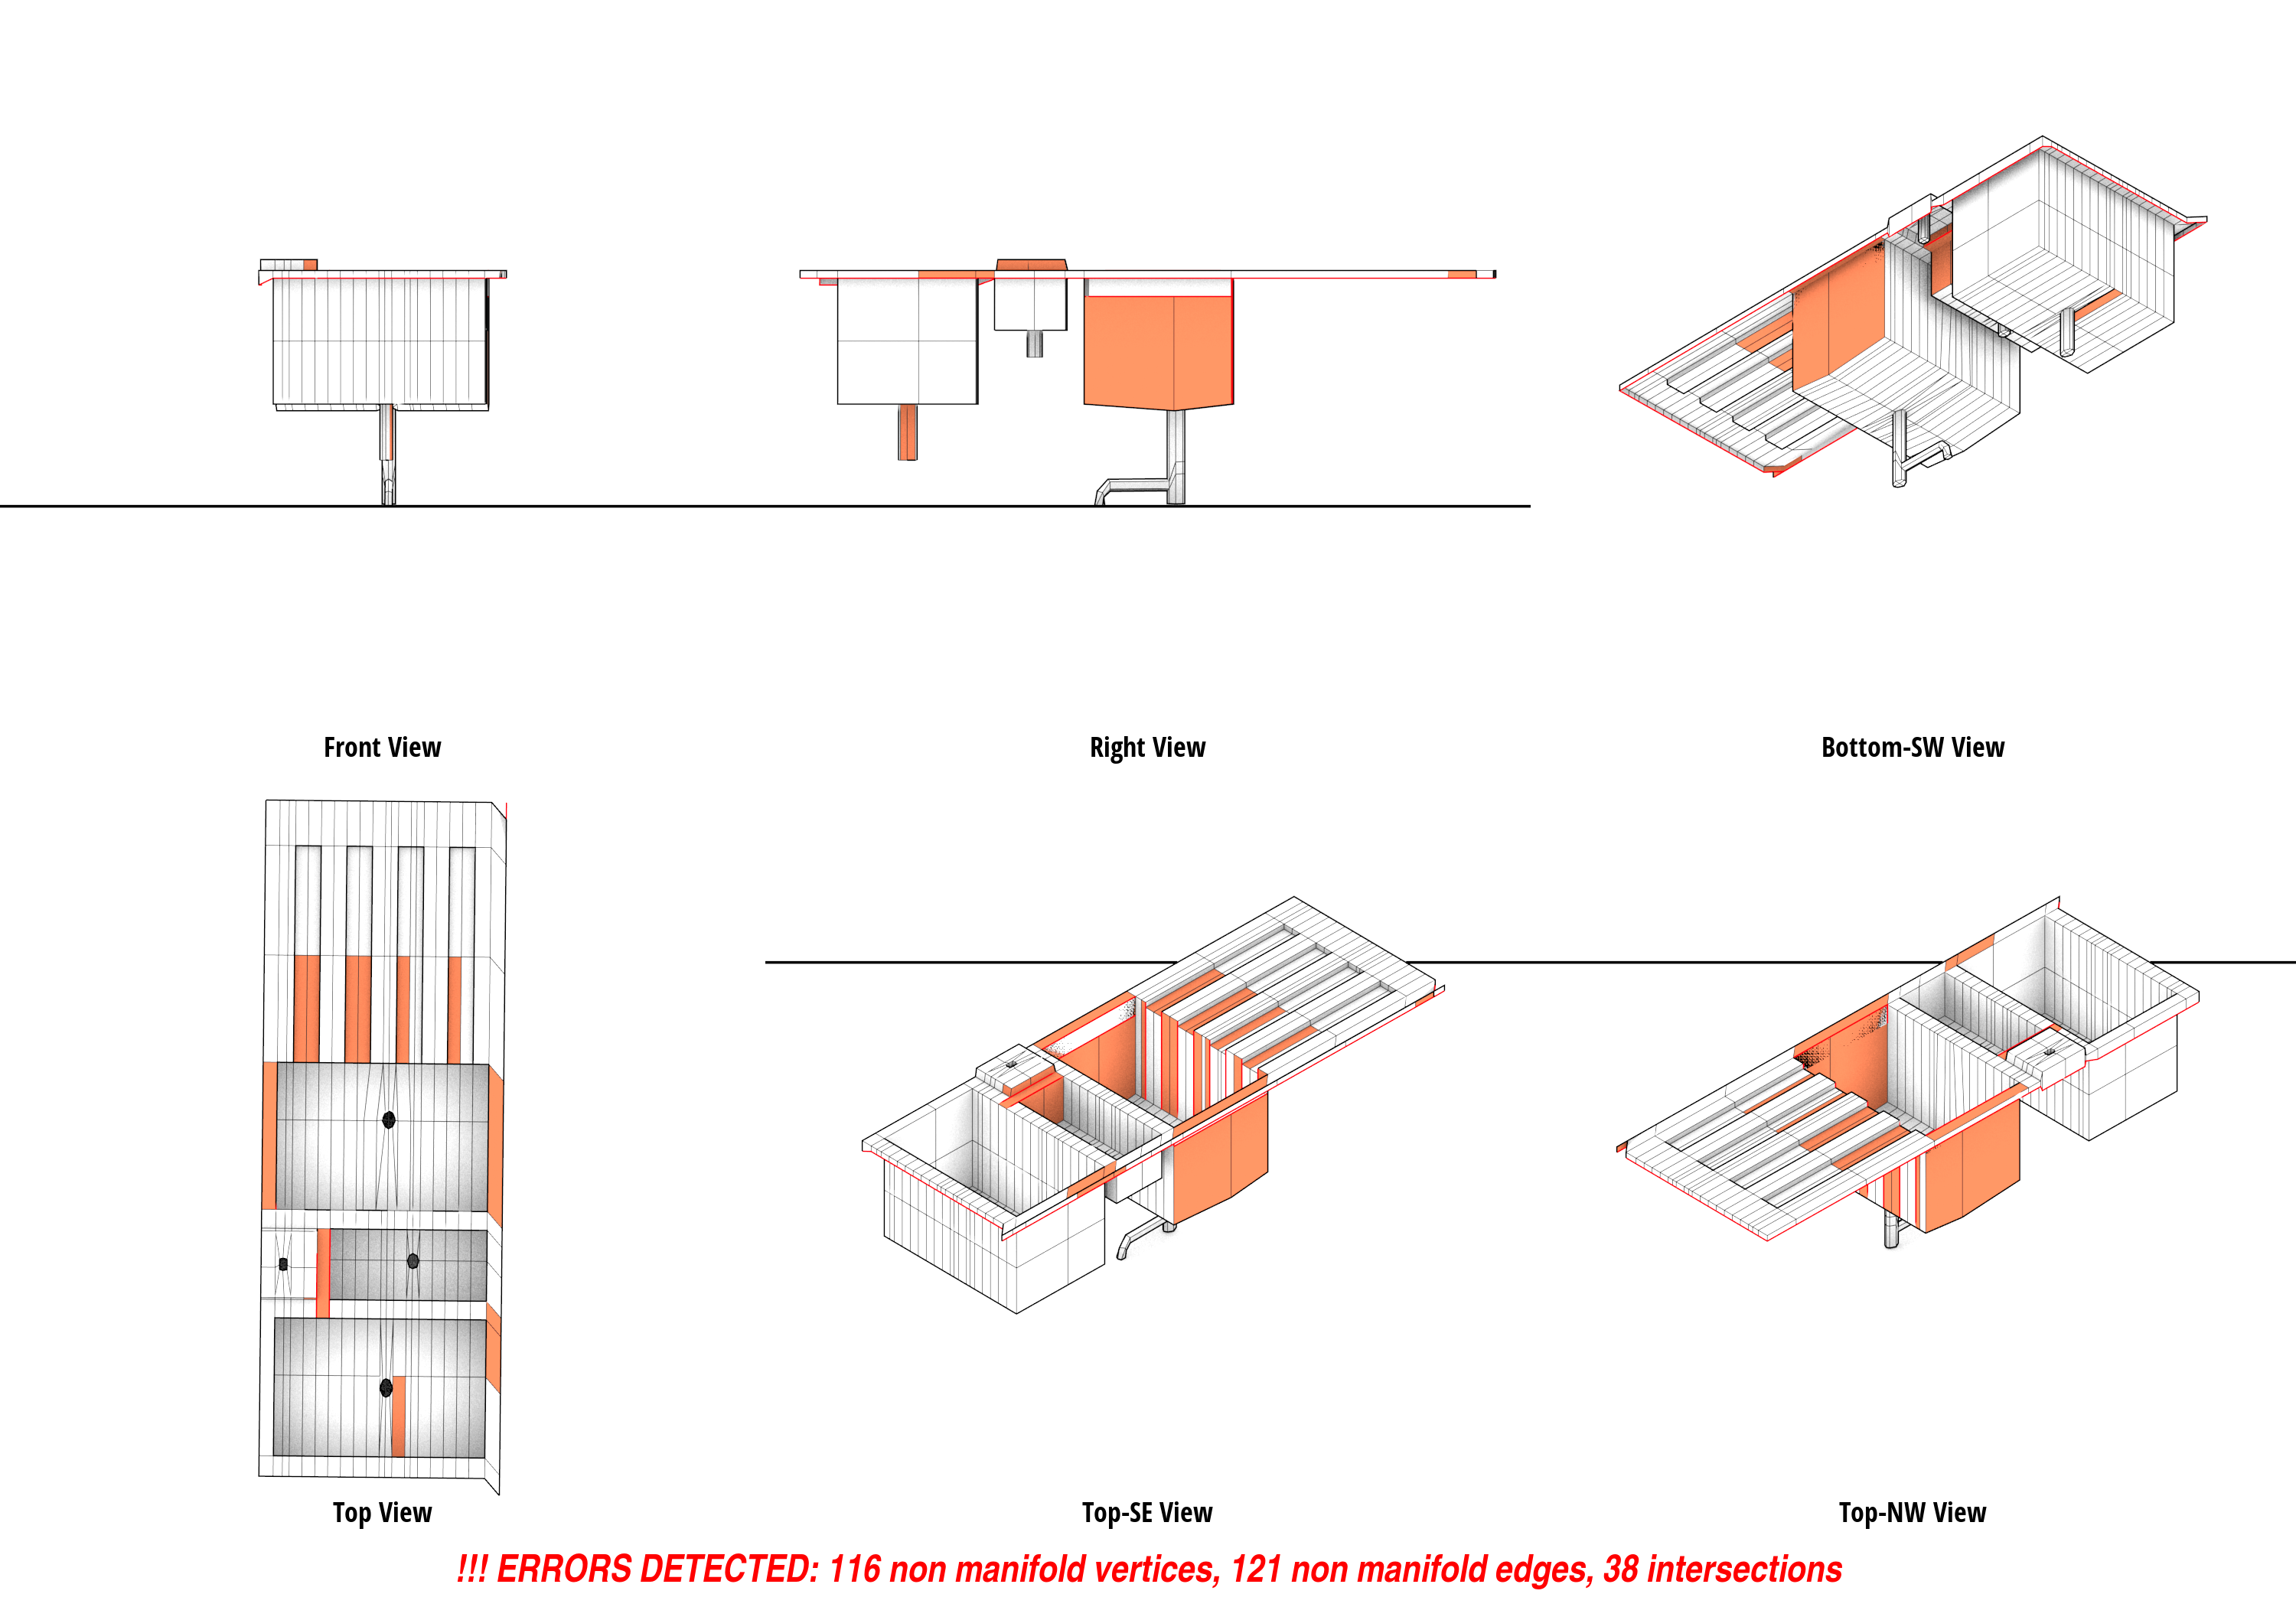 Front View
Right View
Bottom-SW View
Top View
Top-SE View
Top-NW View
!!! ERRORS DETECTED: 116 non manifold vertices, 121 non manifold edges, 38 intersections